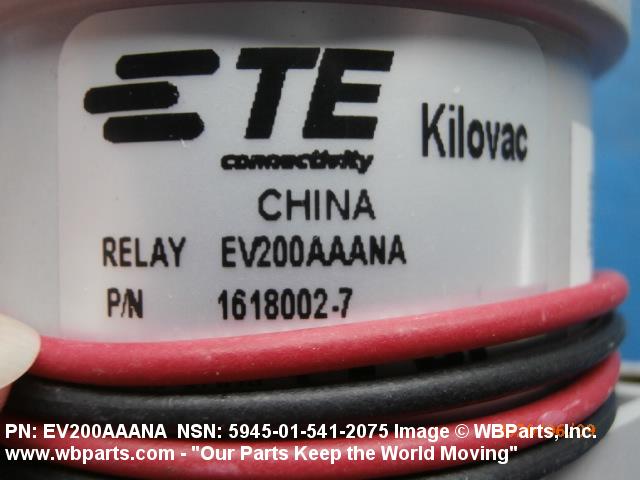 TE
connectivity
Kilovac
CHINA
RELAY EV200AAANA
P/N 1618002-7
PN: EV200AAANA NSN: 5945-01-541-2075 Image © WBParts, Inc.
www.wbparts.com - "Our Parts Keep the World Moving"